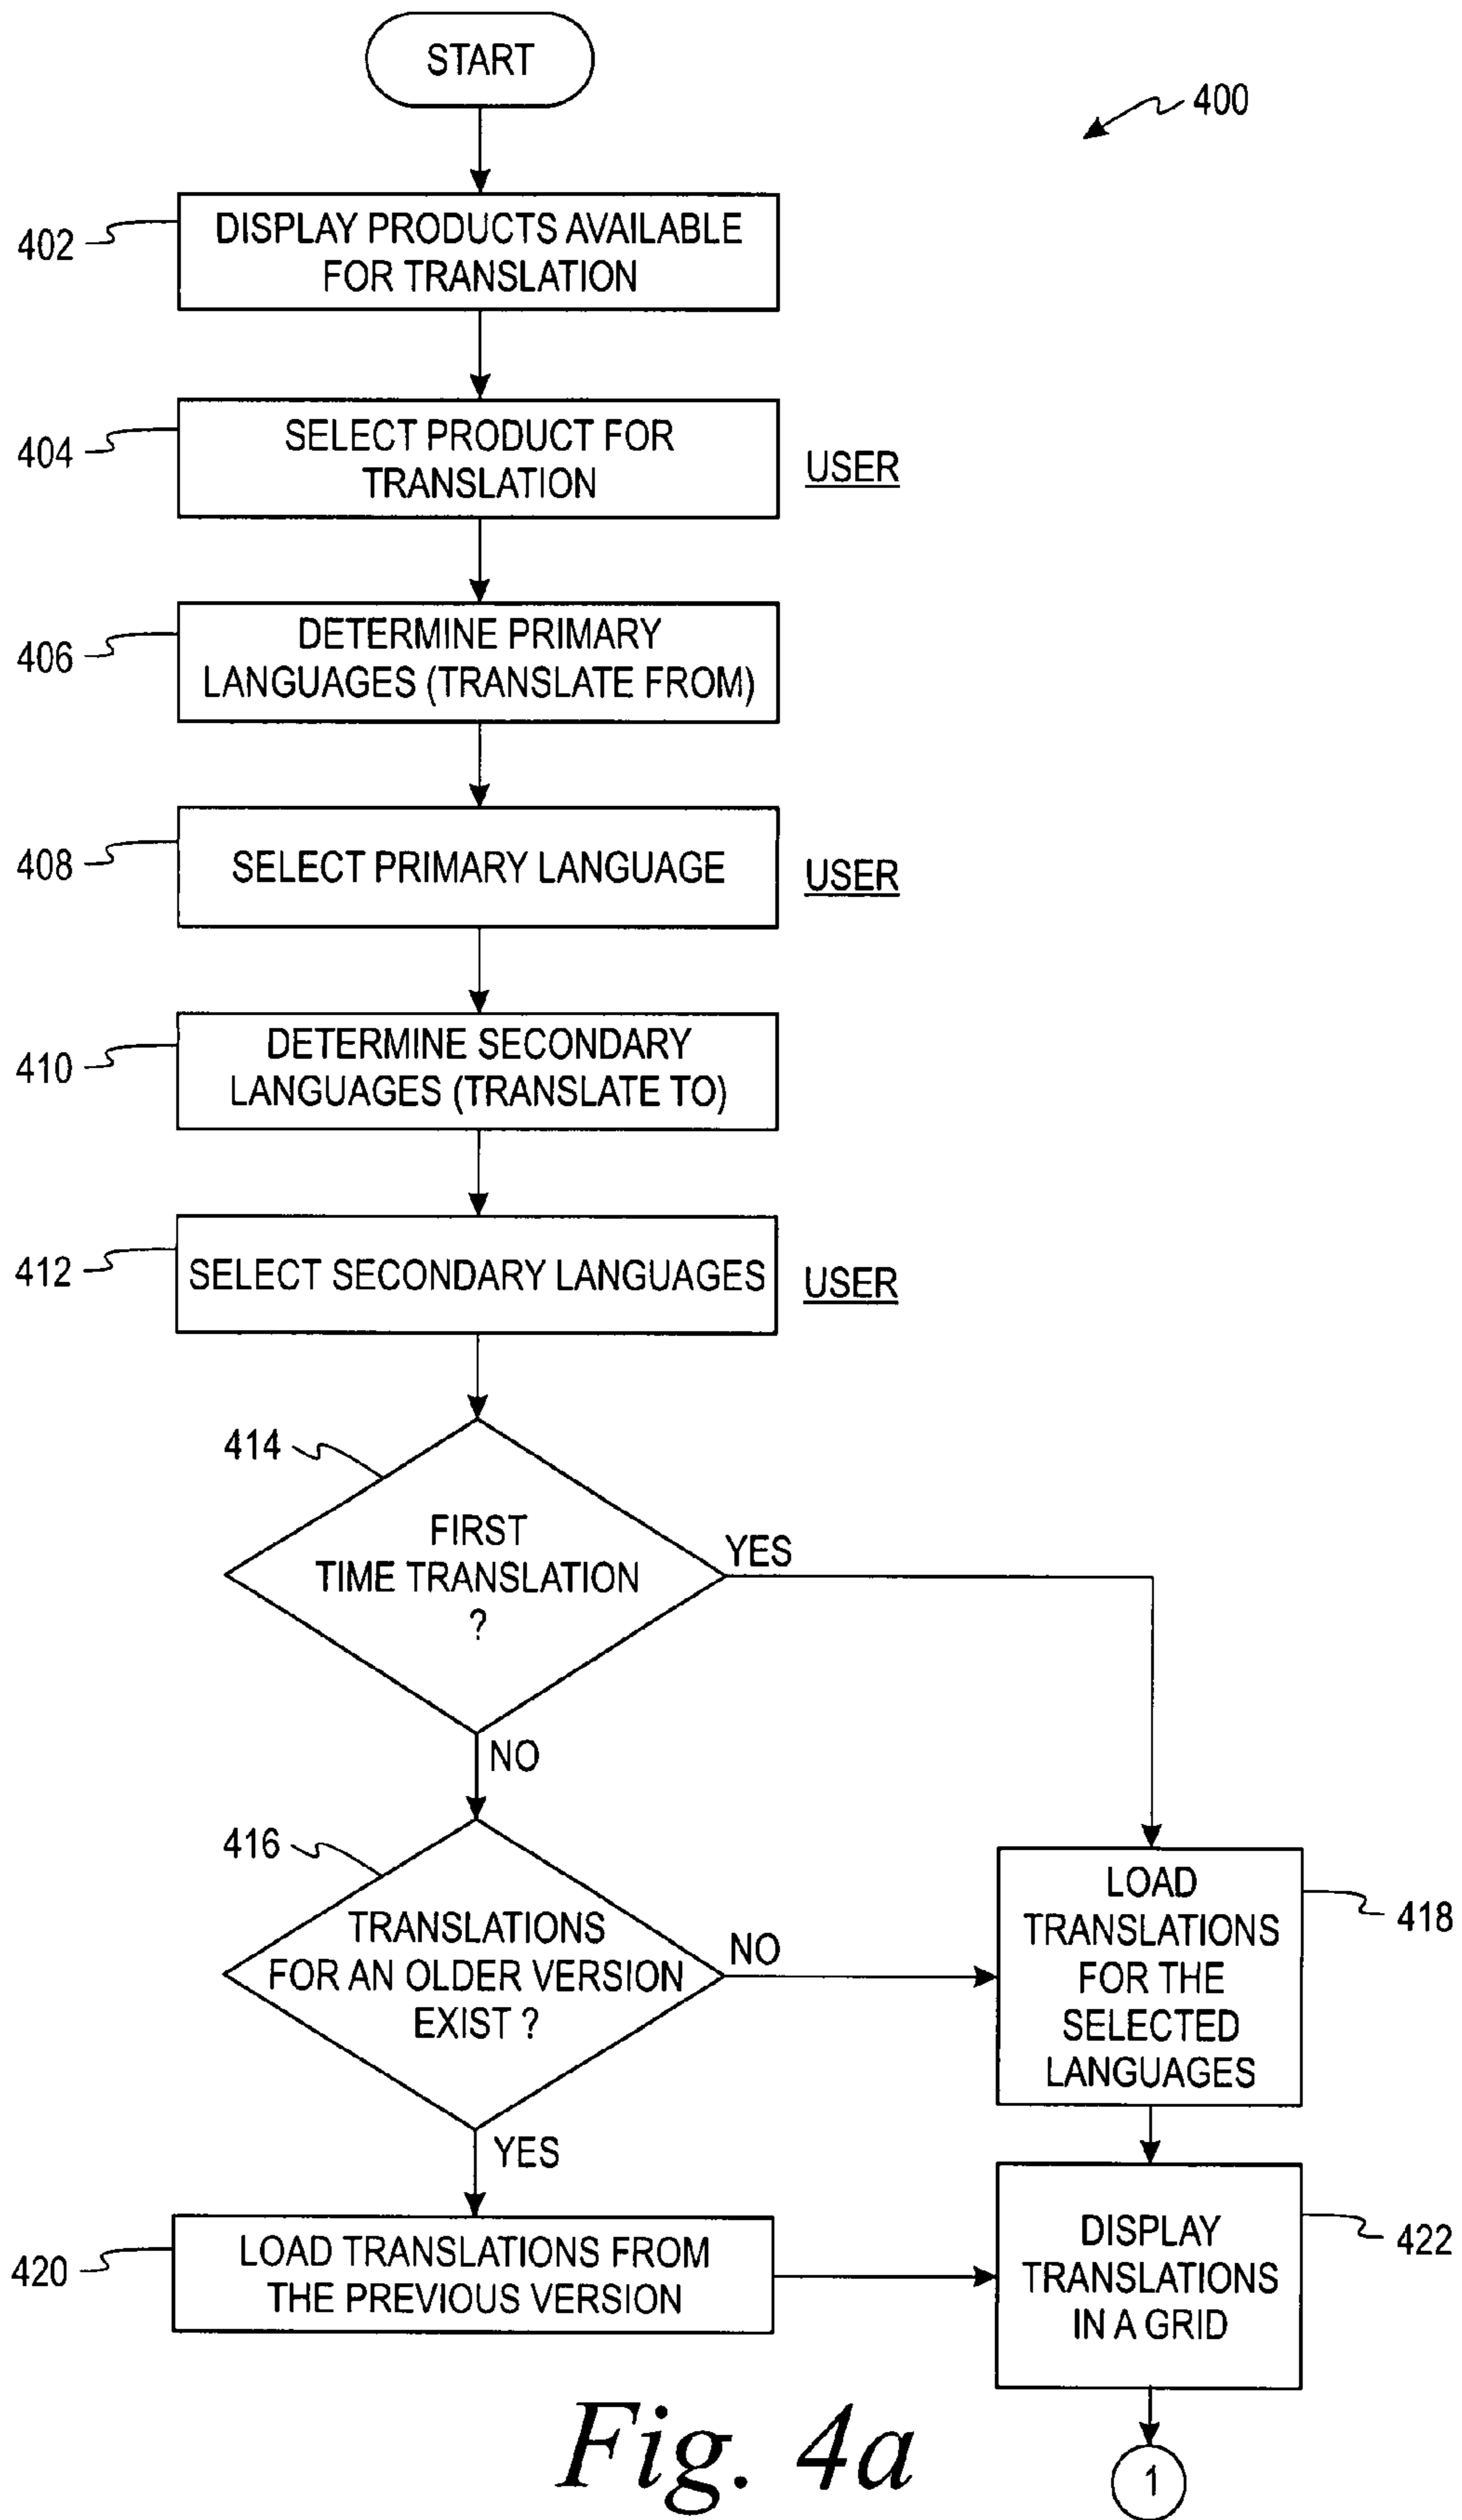 START
400
402
DISPLAY PRODUCTS AVAILABLE
FOR TRANSLATION
404
SELECT PRODUCT FOR
TRANSLATION
USER
406
DETERMINE PRIMARY
LANGUAGES (TRANSLATE FROM)
408
SELECT PRIMARY LANGUAGE
USER
410
DETERMINE SECONDARY
LANGUAGES (TRANSLATE TO)
412
SELECT SECONDARY LANGUAGES
USER
414
FIRST
TIME TRANSLATION
?
YES
NO
416
TRANSLATIONS
FOR AN OLDER VERSION
EXIST ?
NO
YES
LOAD
TRANSLATIONS
FOR THE
SELECTED
LANGUAGES
418
420
LOAD TRANSLATIONS FROM
THE PREVIOUS VERSION
DISPLAY
TRANSLATIONS
IN A GRID
422
1
Fig. 4a